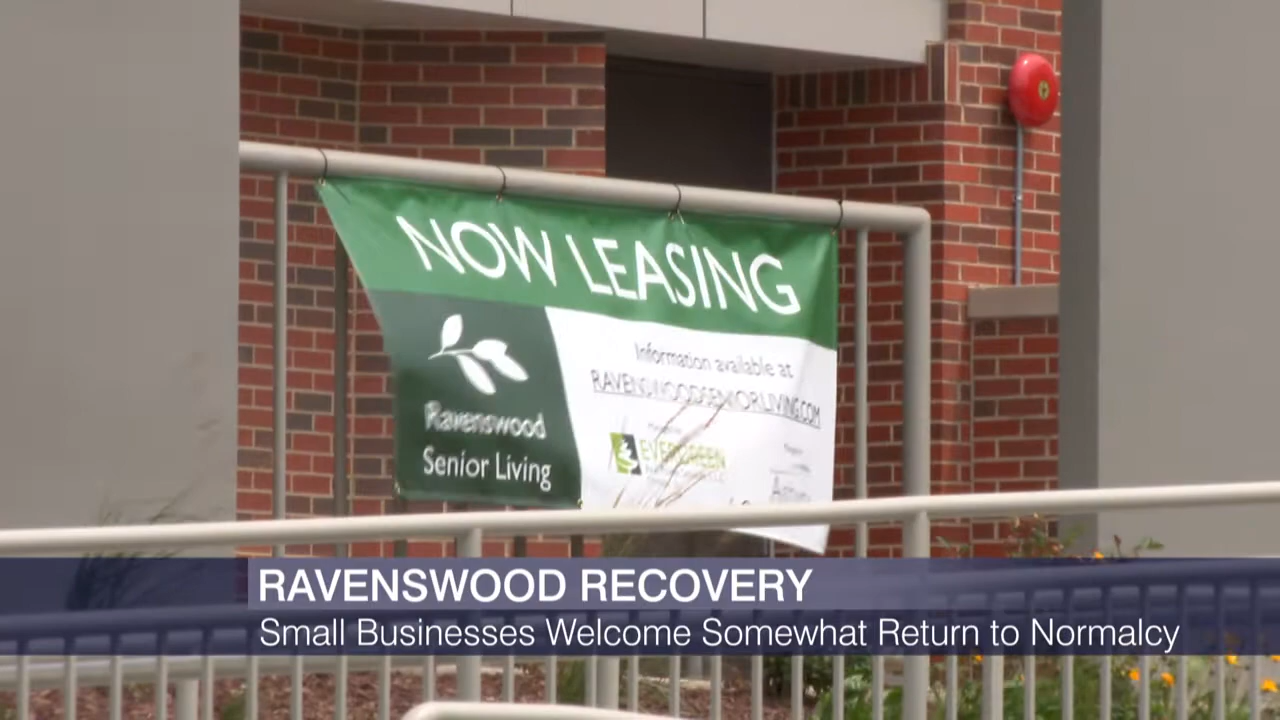 NOW LEASING
Information available at
RAVENSWOODSENIORLIVING.COM
Ravenswood
Senior Living
EVERGREEN
RAVENSWOOD RECOVERY
Small Businesses Welcome Somewhat Return to Normalcy